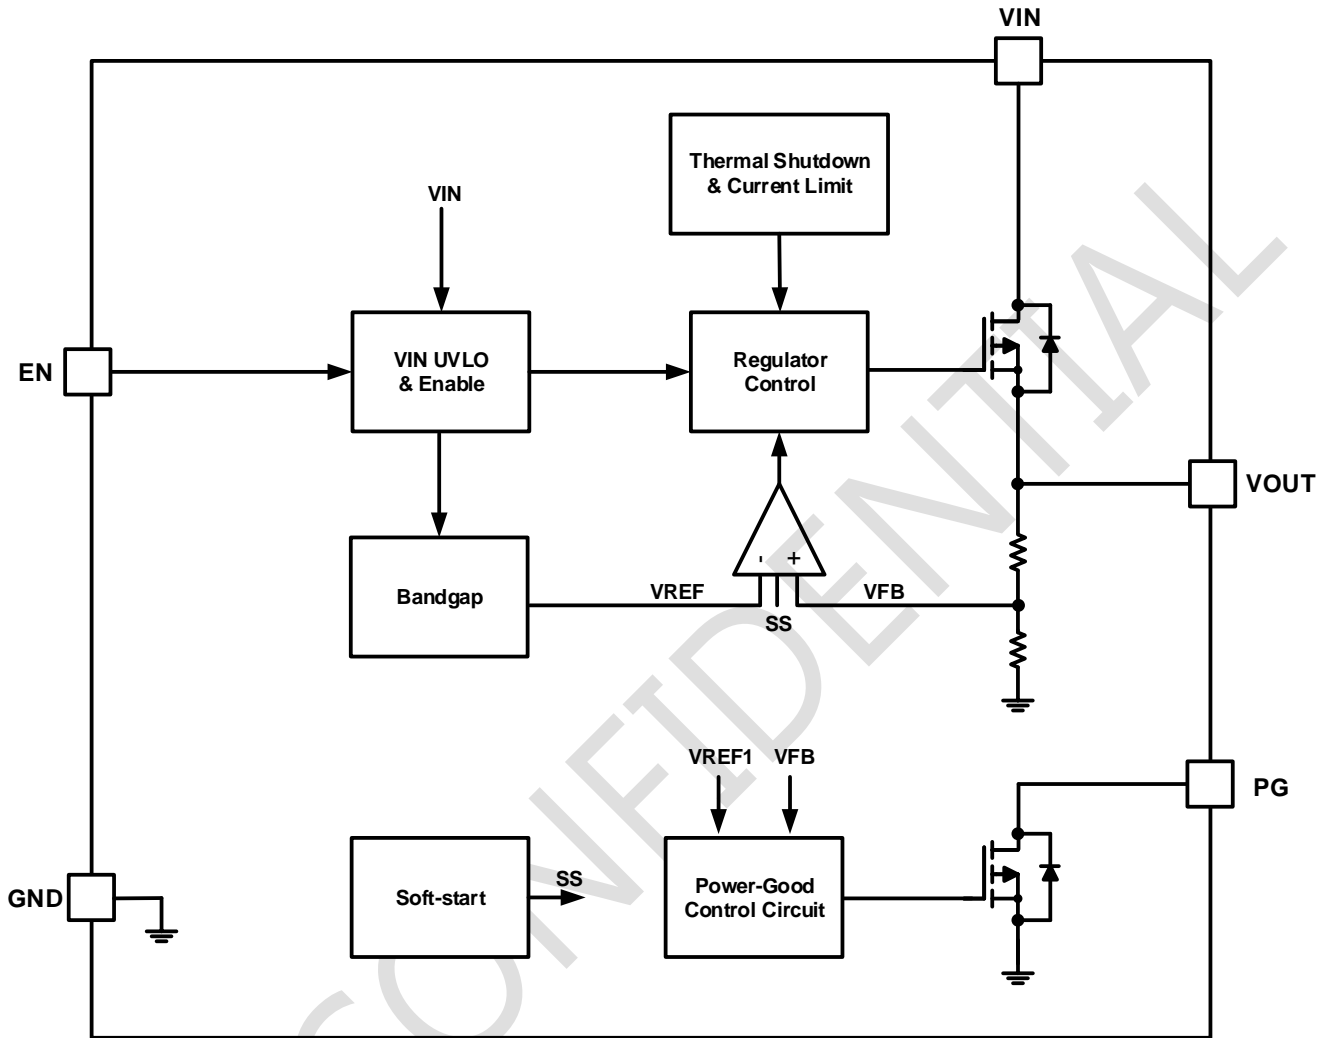 VIN
Thermal Shutdown
& Current Limit
VIN
EN
VIN UVLO
& Enable
Regulator
Control
VOUT
- +
Bandgap
VREF
SS
VFB
VREF1
VFB
PG
GND
Soft-start
SS
Power-Good
Control Circuit
CONFIDENTIAL